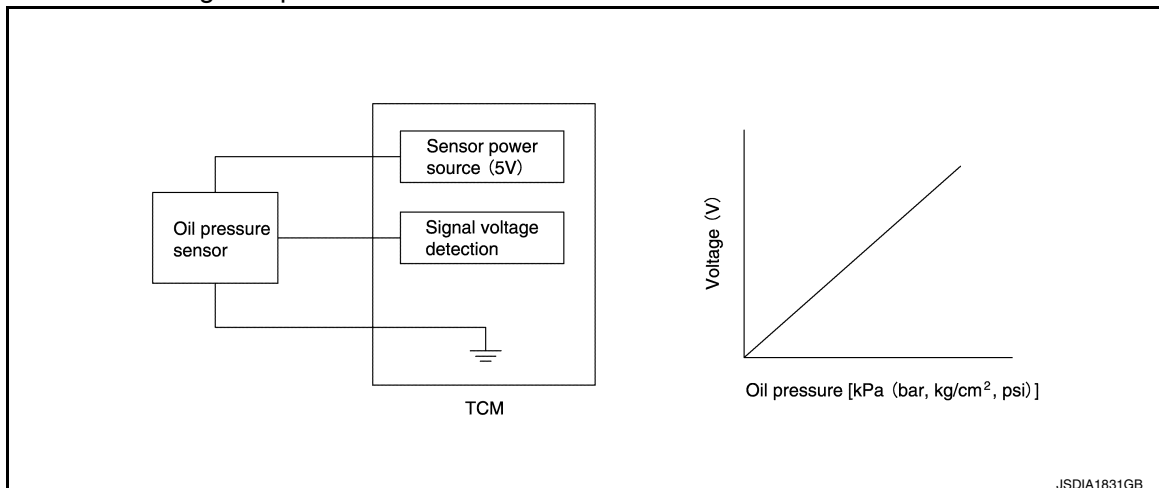 Sensor power
source (5V)
Signal voltage
detection
Oil pressure
sensor
TCM
Voltage (V)
Oil pressure [kPa (bar, kg/cm², psi)]
JSDIA1831GB